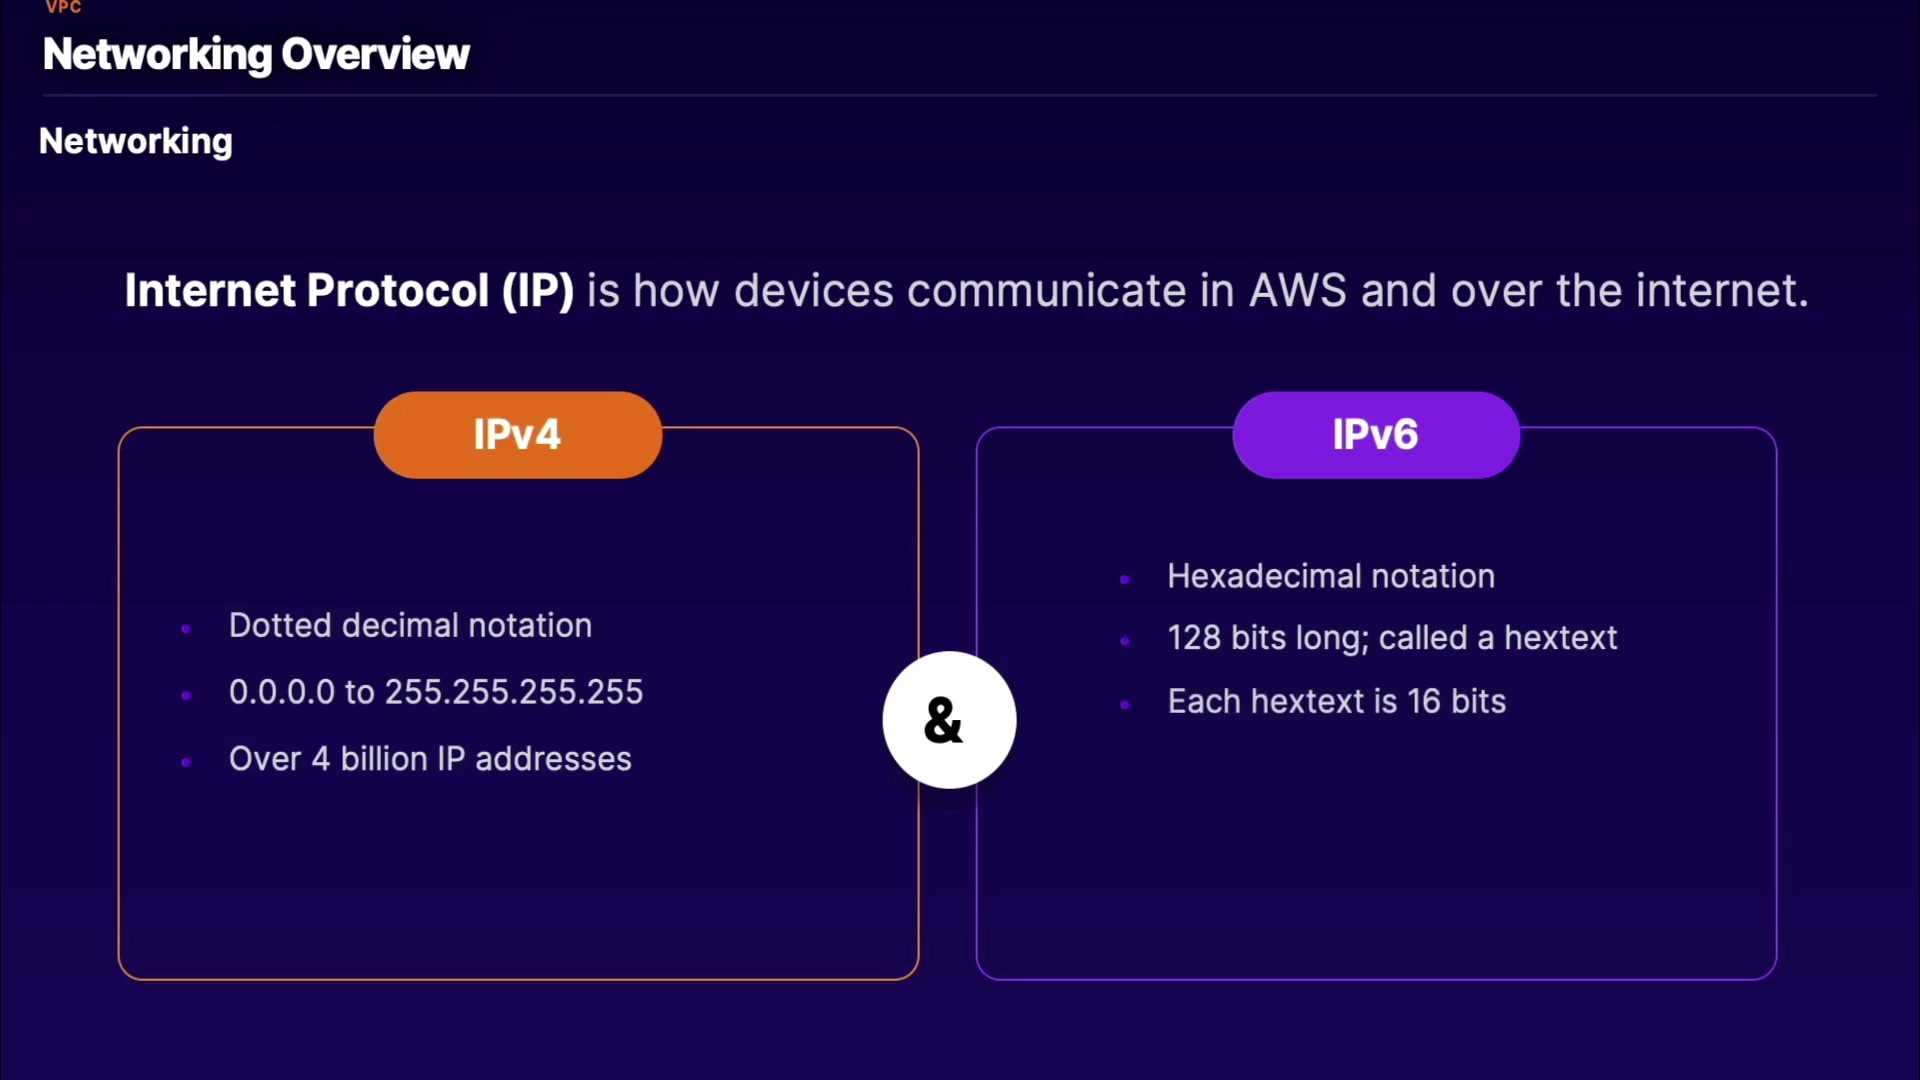 VPC
Networking Overview
Networking
Internet Protocol (IP) is how devices communicate in AWS and over the internet.
IPv4
Dotted decimal notation
0.0.0.0 to 255.255.255.255
Over 4 billion IP addresses
&
IPv6
Hexadecimal notation
128 bits long; called a hextext
Each hextext is 16 bits